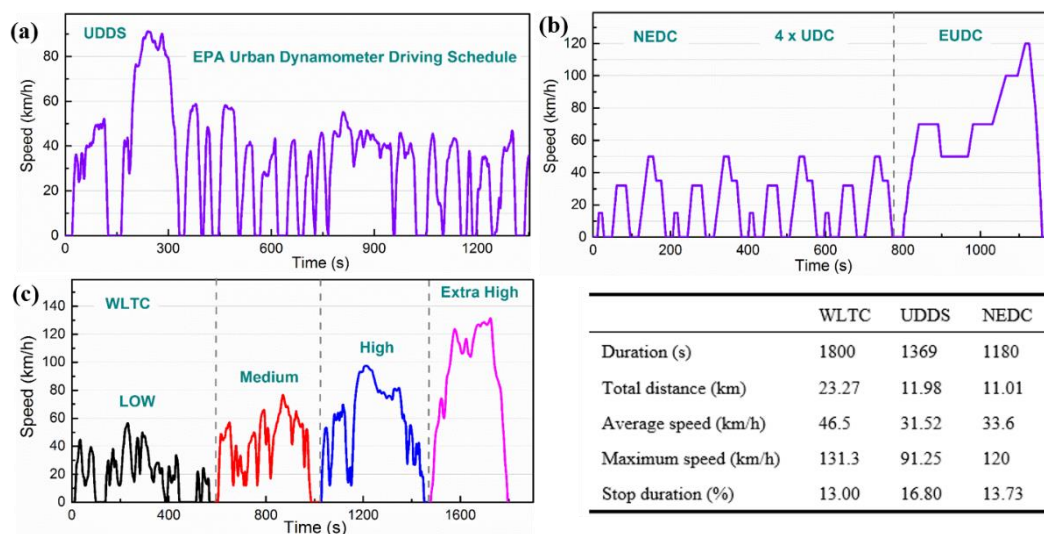 (a)
UDDS
EPA Urban Dynamometer Driving Schedule
Speed (km/h)
80
60
40
20
0
0 300 600 900 1200
Time (s)
(b)
NEDC 4 x UDC EUDC
Speed (km/h)
120
100
80
60
40
20
0
0 200 400 600 800 1000
Time (s)
(c)
WLTC
LOW
Medium
High
Extra High
Speed (km/h)
140
120
100
80
60
40
20
0
0 400 800 1200 1600
Time (s)
WLTC UDDS NEDC
Duration (s) 1800 1369 1180
Total distance (km) 23.27 11.98 11.01
Average speed (km/h) 46.5 31.52 33.6
Maximum speed (km/h) 131.3 91.25 120
Stop duration (%) 13.00 16.80 13.73